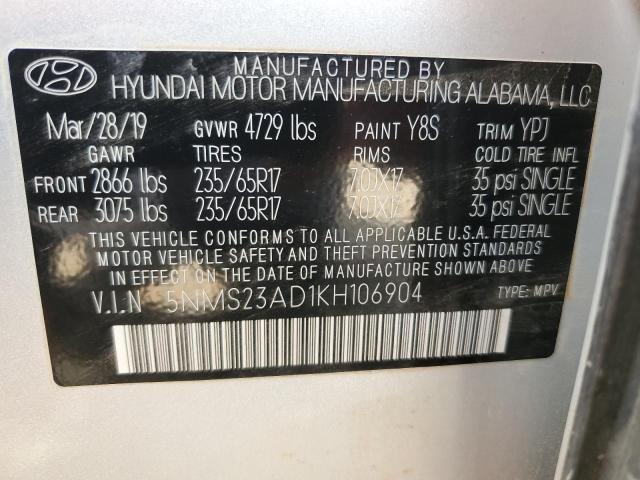 MANUFACTURED BY
HYUNDAI MOTOR MANUFACTURING ALABAMA, LLC
Mar/28/19 GVWR 4729 lbs PAINT Y8S TRIM YPJ
GAWR TIRES RIMS COLD TIRE INFL
FRONT 2866 lbs 235/65R17 7.0JX17 35 psi SINGLE
REAR 3075 lbs 235/65R17 7.0JX17 35 psi SINGLE
THIS VEHICLE CONFORMS TO ALL APPLICABLE U.S.A. FEDERAL
MOTOR VEHICLE SAFETY AND THEFT PREVENTION STANDARDS
IN EFFECT ON THE DATE OF MANUFACTURE SHOWN ABOVE.
V.I.N 5NMS23AD1KH106904 TYPE: MPV